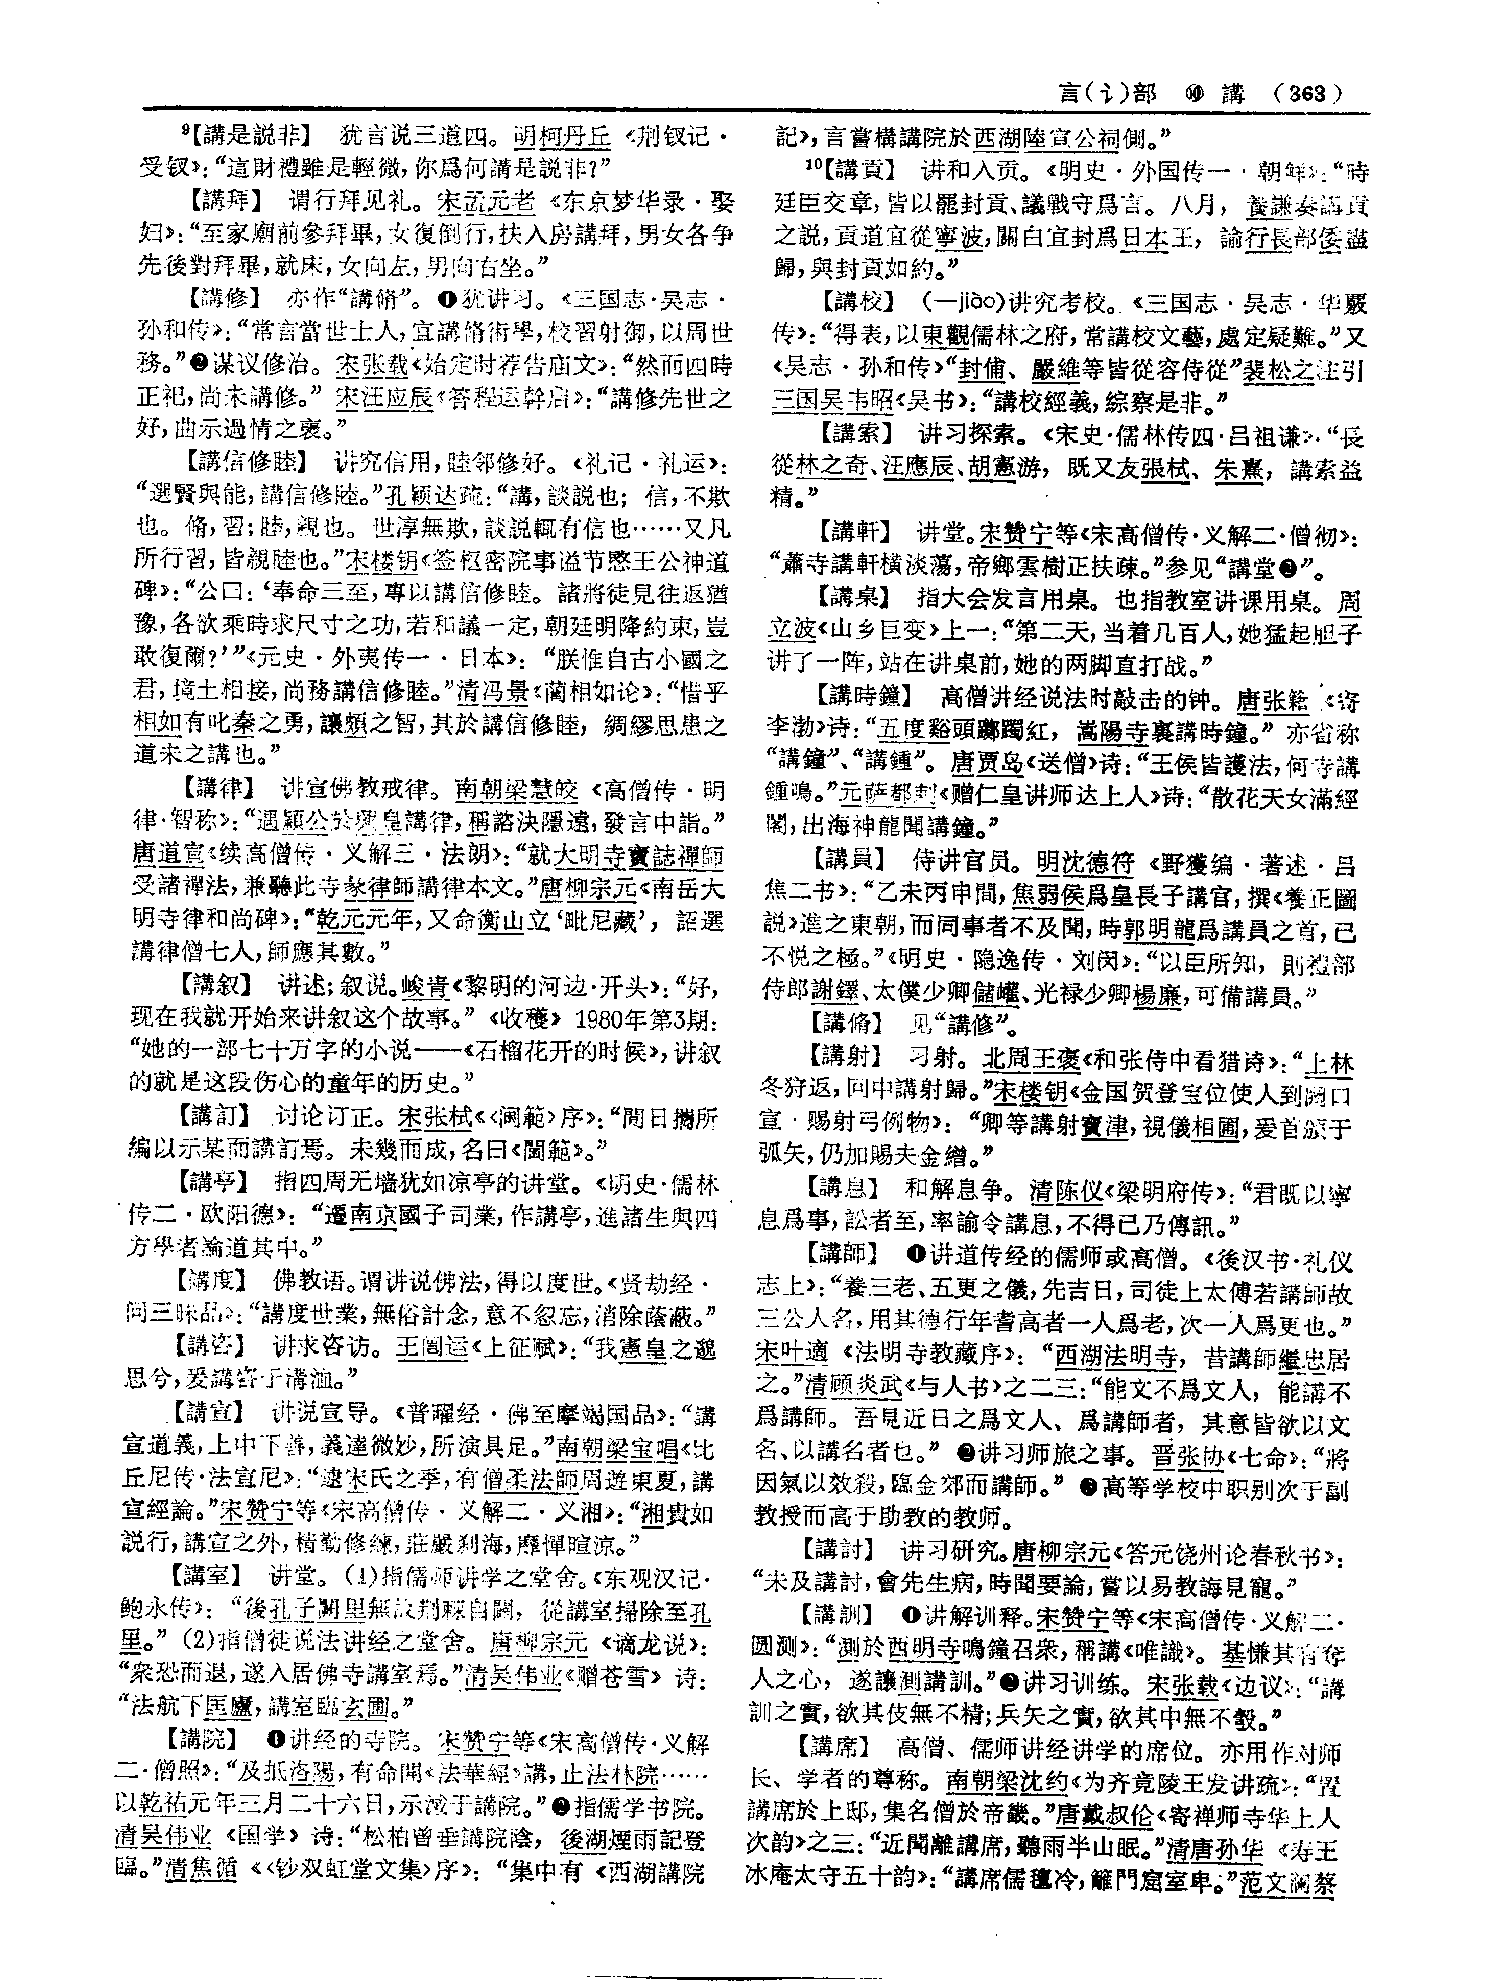 言(讠)部 ⑩ 講 (363)
⁹【講是説非】 犹言说三道四。明柯丹丘《荆钗记·
受钗》:“這財禮雖是輕微,你爲何講是説非?”
【講拜】 谓行拜见礼。宋孟元老《东京梦华录·娶
妇》:“至家廟前參拜畢,女復倒行,扶入房講拜,男女各争
先後對拜畢,就床,女向左,男向右坐。”
【講修】 亦作“講脩”。❶犹讲习。《三国志·吴志·
孙和传》:“常言當世士人,宜講脩術學,校習射御,以周世
務。”❷谋议修治。宋张载《始定时荐告庙文》:“然而四時
正祀,尚未講修。” 宋汪应辰《答程运幹启》:“講修先世之
好,曲示過情之褒。”
【講信修睦】 讲究信用,睦邻修好。《礼记·礼运》:
“選賢與能,講信修睦。”孔颖达疏:“講,談説也; 信,不欺
也。脩,習;睦,親也。世淳無欺,談説輒有信也……又凡
所行習,皆親睦也。”宋楼钥《签枢密院事谥节愍王公神道
碑》:“公口:‘奉命三至,專以講信修睦。諸將徒見往返猶
豫,各欲乘時求尺寸之功,若和議一定,朝廷明降約束,豈
敢復爾?’”《元史·外夷传一·日本》: “朕惟自古小國之
君,境土相接,尚務講信修睦。”清冯景《蔺相如论》:“惜乎
相如有叱秦之勇,讓頗之智,其於講信修睦, 綢繆思患之
道未之講也。”
【講律】 讲宣佛教戒律。南朝梁慧皎《高僧传·明
律·智称》:“遇穎公於興皇講律,稱諮決隱遠,發言中詣。”
唐道宣《续高僧传·义解三·法朗》:“就大明寺寶誌禪師
受諸禪法,兼聽此寺彖律師講律本文。”唐柳宗元《南岳大
明寺律和尚碑》:“乾元元年,又命衡山立‘毗尼藏’, 詔選
講律僧七人,師應其數。”
【講叙】 讲述;叙说。峻青《黎明的河边·开头》:“好,
现在我就开始来讲叙这个故事。”《收穫》1980年第3期:
“她的一部七十万字的小说——《石榴花开的时候》,讲叙
的就是这段伤心的童年的历史。”
【講訂】 讨论订正。宋张栻《〈阃範〉序》:“間日攜所
编以示某而講訂焉。未幾而成,名曰《閫範》。”
【講亭】 指四周无墙犹如凉亭的讲堂。《明史·儒林
传二·欧阳德》: “遷南京國子司業,作講亭,進諸生與四
方學者論道其中。”
【講度】 佛教语。谓讲说佛法,得以度世。《贤劫经·
问三昧品》:“講度世業,無俗計念,意不忽忘,消除蔭蔽。”
【講咨】 讲求咨访。王闿运《上征赋》:“我憲皇之邈
思兮,爰講咨于溝洫。”
【講宣】 讲说宣导。《普曜经·佛至摩竭国品》:“講
宣道義,上中下善,義達微妙,所演具足。”南朝梁宝唱《比
丘尼传·法宣尼》:“逮宋氏之季,有僧柔法師周遊東夏,講
宣經論。”宋赞宁等《宋高僧传·义解二·义湘》:“湘貴如
説行,講宣之外,精勤修練,莊嚴刹海,靡憚暄涼。”
【講室】 讲堂。(1)指儒师讲学之堂舍。《东观汉记·
鲍永传》: “後孔子闕里無故荆棘自闢, 從講室掃除至孔
里。”(2)指僧徒说法讲经之堂舍。唐柳宗元《谪龙说》:
“衆恐而退,遂入居佛寺講室焉。”清吴伟业《赠苍雪》诗:
“法航下匡廬,講室臨玄圃。”
【講院】 ❶讲经的寺院。宋赞宁等《宋高僧传·义解
二·僧照》:“及抵洛陽,有命開《法華經》講,止法林院……
以乾祐元年三月二十六日,示滅于講院。”❷指儒学书院。
清吴伟业《国学》诗:“松柏曾垂講院陰, 後湖煙雨記登
臨。”清焦循《〈钞双虹堂文集〉序》: “集中有《西湖講院
記》,言嘗構講院於西湖陸宣公祠側。”
¹⁰【講貢】 讲和入贡。《明史·外国传一·朝鲜》:“時
廷臣交章,皆以罷封貢、議戰守爲言。八月, 養謙奏講貢
之説,貢道宜從寧波,關白宜封爲日本王, 諭行長部倭盡
歸,與封貢如約。”
【講校】 (—jiào)讲究考校。《三国志·吴志·华覈
传》:“得表,以東觀儒林之府,常講校文藝,處定疑難。”又
《吴志·孙和传》“封俌、嚴維等皆從容侍從”裴松之注引
三国吴韦昭《吴书》:“講校經義,綜察是非。”
【講索】 讲习探索。《宋史·儒林传四·吕祖谦》:“長
從林之奇、汪應辰、胡憲游, 既又友張栻、朱熹, 講索益
精。”
【講軒】 讲堂。宋赞宁等《宋高僧传·义解二·僧彻》:
“蕭寺講軒横淡蕩,帝鄉雲樹正扶疎。”参见“講堂❷”。
【講桌】 指大会发言用桌。也指教室讲课用桌。周
立波《山乡巨变》上一:“第二天,当着几百人,她猛起胆子
讲了一阵,站在讲桌前,她的两脚直打战。”
【講時鐘】 高僧讲经说法时敲击的钟。唐张籍《寄
李渤》诗:“五度谿頭躑躅紅, 嵩陽寺裏講時鐘。” 亦省称
“講鐘”、“講鍾”。唐贾岛《送僧》诗:“王侯皆護法,何寺講
鍾鳴。”元萨都剌《赠仁皇讲师达上人》诗:“散花天女滿經
閣,出海神龍聞講鐘。”
【講員】 侍讲官员。明沈德符《野獲编·著述·吕
焦二书》:“乙未丙申間,焦弱侯爲皇長子講官,撰《養正圖
説》進之東朝,而同事者不及聞,時郭明龍爲講員之首,已
不悦之極。”《明史·隐逸传·刘闵》:“以臣所知, 則禮部
侍郎謝鐸、太僕少卿儲巏、光禄少卿楊廉,可備講員。”
【講脩】 见“講修”。
【講射】 习射。北周王褒《和张侍中看猎诗》:“上林
冬狩返,回中講射歸。”宋楼钥《金国贺登宝位使人到阙口
宣·赐射弓例物》: “卿等講射寶津,視儀相圃,爰首頒于
弧矢,仍加賜夫金繒。”
【講息】 和解息争。清陈仪《梁明府传》:“君既以寧
息爲事,訟者至,率諭令講息,不得已乃傳訊。”
【講師】 ❶讲道传经的儒师或高僧。《後汉书·礼仪
志上》:“養三老、五更之儀,先吉日,司徒上太傅若講師故
三公人名,用其德行年耆高者一人爲老,次一人爲更也。”
宋叶適《法明寺教藏序》: “西湖法明寺, 昔講師繼忠居
之。”清顾炎武《与人书》之二三:“能文不爲文人, 能講不
爲講師。吾見近日之爲文人、爲講師者, 其意皆欲以文
名、以講名者也。” ❷讲习师旅之事。晋张协《七命》:“將
因氣以效殺,臨金郊而講師。” ❸高等学校中职别次于副
教授而高于助教的教师。
【講討】 讲习研究。唐柳宗元《答元饶州论春秋书》:
“未及講討,會先生病,時聞要論,嘗以易教誨見寵。”
【講訓】 ❶讲解训释。宋赞宁等《宋高僧传·义解二·
圆测》:“測於西明寺鳴鐘召衆,稱講《唯識》。基慊其有奪
人之心, 遂讓測講訓。”❷讲习训练。宋张载《边议》:“講
訓之實,欲其伎無不精;兵矢之實,欲其中無不彀。”
【講席】 高僧、儒师讲经讲学的席位。亦用作对师
长、学者的尊称。南朝梁沈约《为齐竟陵王发讲疏》:“置
講席於上邸,集名僧於帝畿。”唐戴叔伦《寄禅师寺华上人
次韵》之三:“近聞離講席,聽雨半山眠。”清唐孙华《寿王
冰庵太守五十韵》:“講席儒氊冷,籬門窟室卑。”范文澜蔡